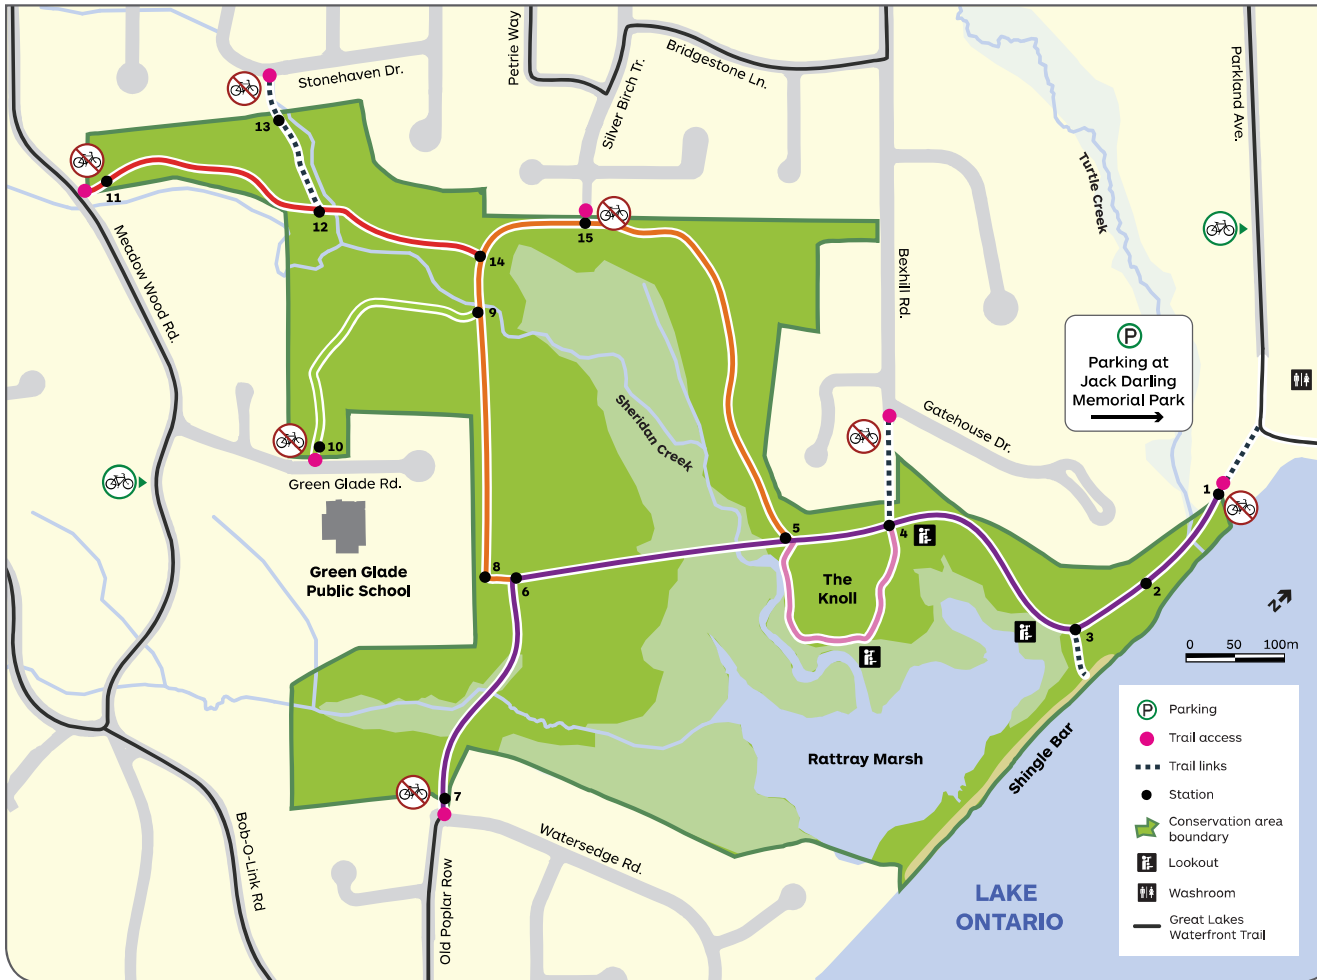 Petrie Way
Silver Birch Tr.
Bridgestone Ln.
Stonehaven Dr.
Parkland Ave.
Turtle Creek
13
11
12
15
14
9
Meadow Wood Rd.
Bexhill Rd.
P
Parking at
Jack Darling
Memorial Park
Sheridan Creek
Gatehouse Dr.
10
Green Glade Rd.
1
Green Glade
Public School
5
4
8
6
The
Knoll
2
3
N
0 50 100m
Rattray Marsh
Shingle Bar
7
Watersedge Rd.
Bob-O-Link Rd
Old Poplar Row
LAKE
ONTARIO
P Parking
Trail access
Trail links
Station
Conservation area
boundary
Lookout
Washroom
Great Lakes
Waterfront Trail